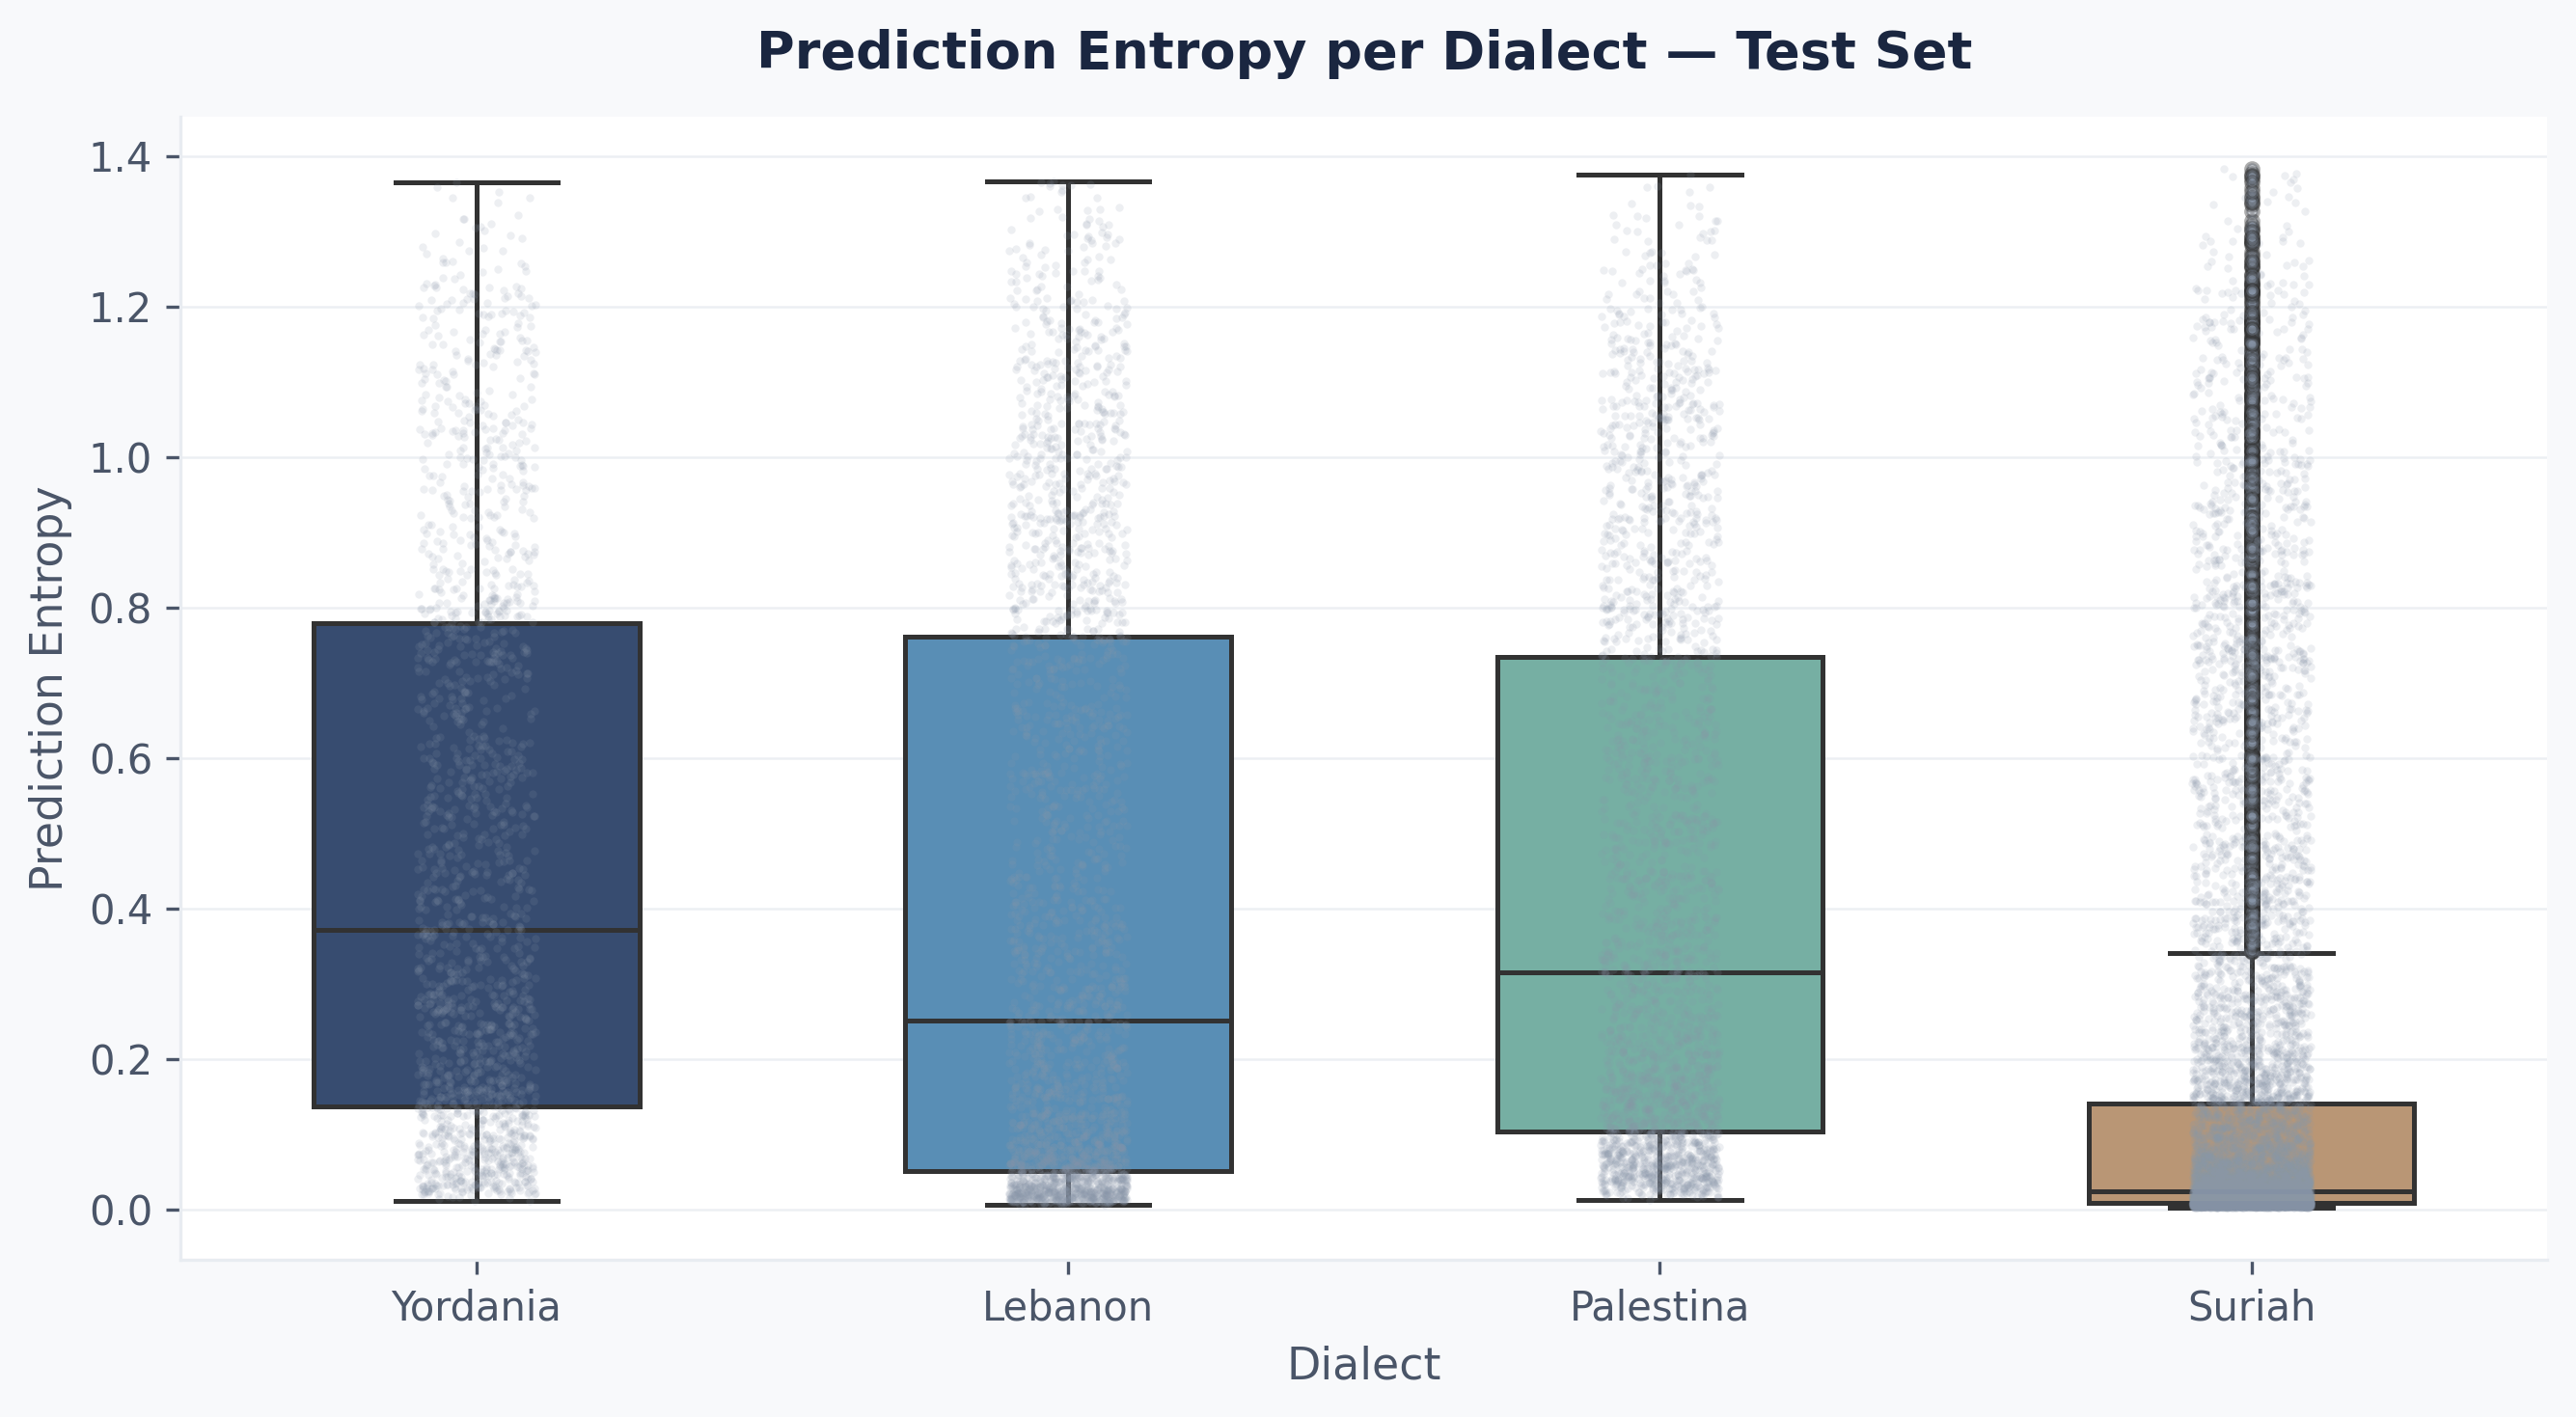 Prediction Entropy per Dialect — Test Set
Prediction Entropy
1.4
1.2
1.0
0.8
0.6
0.4
0.2
0.0
Yordania
Lebanon
Palestina
Suriah
Dialect